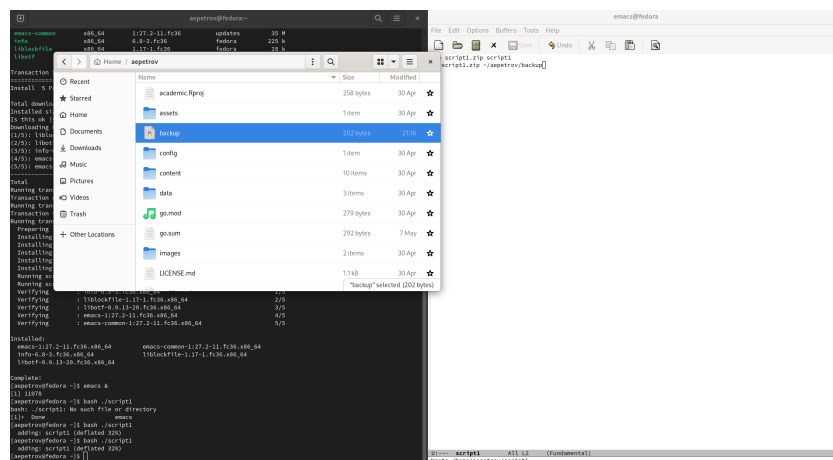 aepetrov@fedora:~
emacs-common x86_64 1:27.2-11.fc36 updates 35 M
info x86_64 6.8-3.fc36 fedora 225 k
liblockfile x86_64 1.17-1.fc36 fedora 28 k
libotf
Transaction
Install 5 P
Total downlo
Installed si
Is this ok [
Downloading
(1/5): liblo
(2/5): libot
(3/5): info-
(4/5): emacs
(5/5): emacs
Total
Running tran
Transaction
Running tran
Transaction
Running tran
Preparing
Installing
Installing
Installing
Installing
Running sc
Running sc
Verifying : info-6.8-3.fc36.x86_64 1/5
Verifying : liblockfile-1.17-1.fc36.x86_64 2/5
Verifying : libotf-0.9.13-20.fc36.x86_64 3/5
Verifying : emacs-1:27.2-11.fc36.x86_64 4/5
Verifying : emacs-common-1:27.2-11.fc36.x86_64 5/5
Installed:
emacs-1:27.2-11.fc36.x86_64 emacs-common-1:27.2-11.fc36.x86_64
info-6.8-3.fc36.x86_64 liblockfile-1.17-1.fc36.x86_64
libotf-0.9.13-20.fc36.x86_64
Complete!
[aepetrov@fedora ~]$ emacs &
[1] 11078
[aepetrov@fedora ~]$ bash ./script1
bash: ./script1: No such file or directory
[1]+ Done emacs
[aepetrov@fedora ~]$ bash ./script1
adding: script1 (deflated 32%)
[aepetrov@fedora ~]$ bash ./script1
adding: script1 (deflated 32%)
[aepetrov@fedora ~]$
Home / aepetrov
Recent
Starred
Home
Documents
Downloads
Music
Pictures
Videos
Trash
+ Other Locations
Name Size Modified
academic.Rproj 258 bytes 30 Apr
assets 1 item 30 Apr
backup 202 bytes 21:16
config 1 item 30 Apr
content 10 items 30 Apr
data 3 items 30 Apr
go.mod 279 bytes 30 Apr
go.sum 292 bytes 7 May
images 2 items 30 Apr
LICENSE.md 1.1 kB 30 Apr
"backup" selected (202 bytes)
emacs@fedora
File Edit Options Buffers Tools Help
Save Undo
script1.zip script1
script1.zip ~/aepetrov/backup
U:--- script1 All L2 (Fundamental)